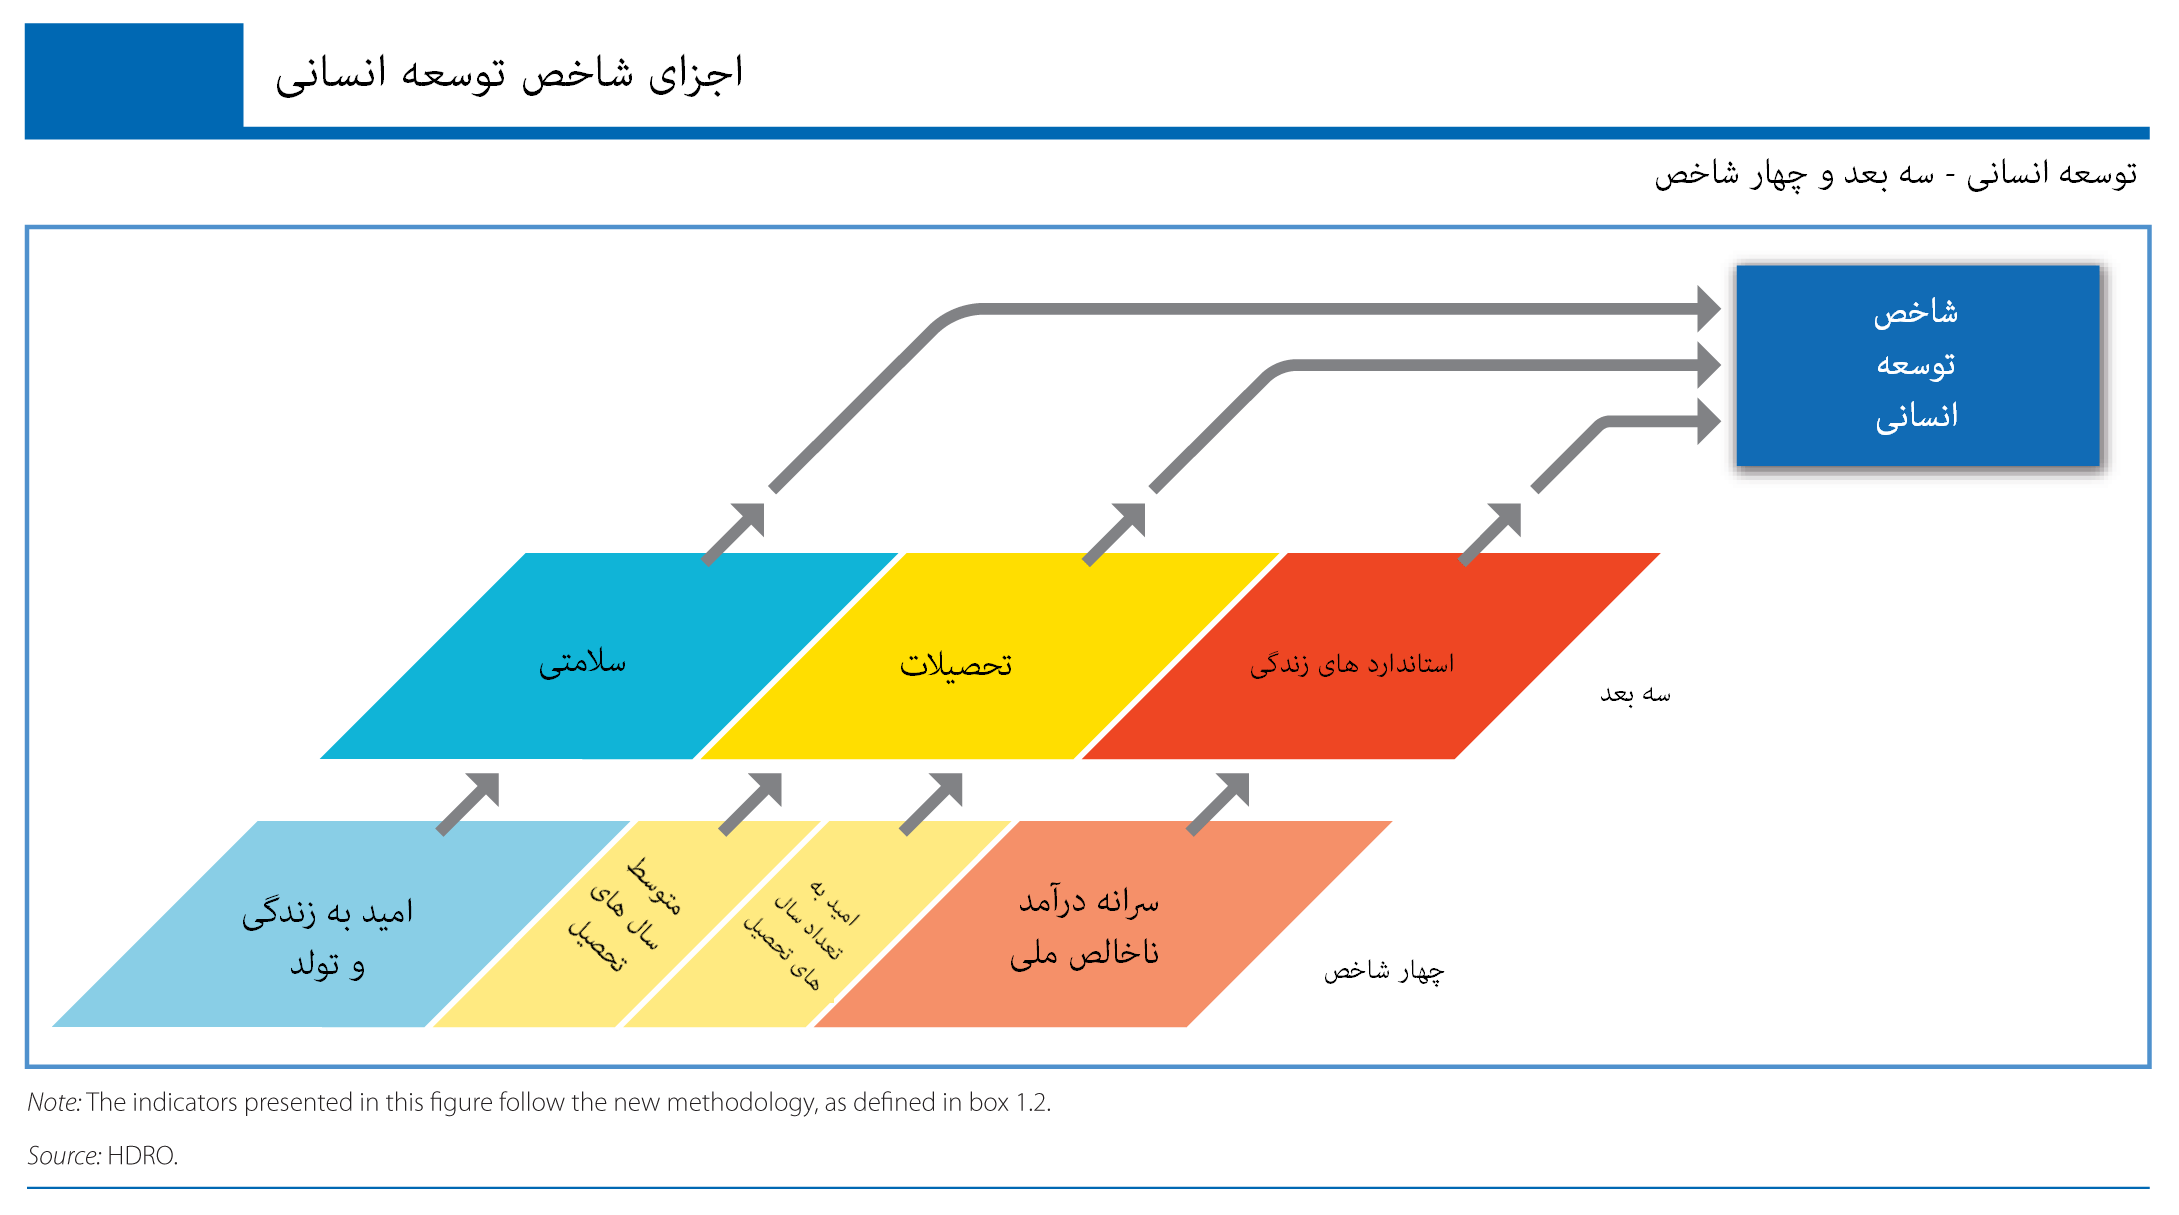 اجزای شاخص توسعه انسانی
توسعه انسانی - سه بعد و چهار شاخص
شاخص
توسعه
انسانی
سلامتی
تحصیلات
استاندارد های زندگی
سه بعد
امید به زندگی
و تولد
متوسط
سال های
تحصیل
امید به
تعداد سال
های تحصیل
سرانه درآمد
ناخالص ملی
چهار شاخص
Note: The indicators presented in this figure follow the new methodology, as defined in box 1.2.
Source: HDRO.